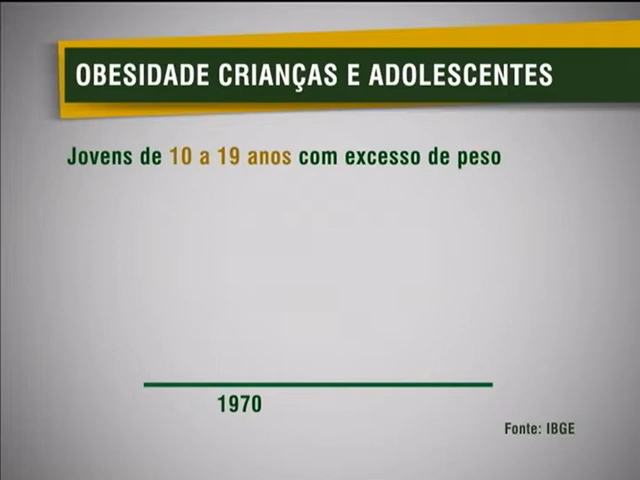 OBESIDADE CRIANÇAS E ADOLESCENTES
Jovens de 10 a 19 anos com excesso de peso
1970
Fonte: IBGE